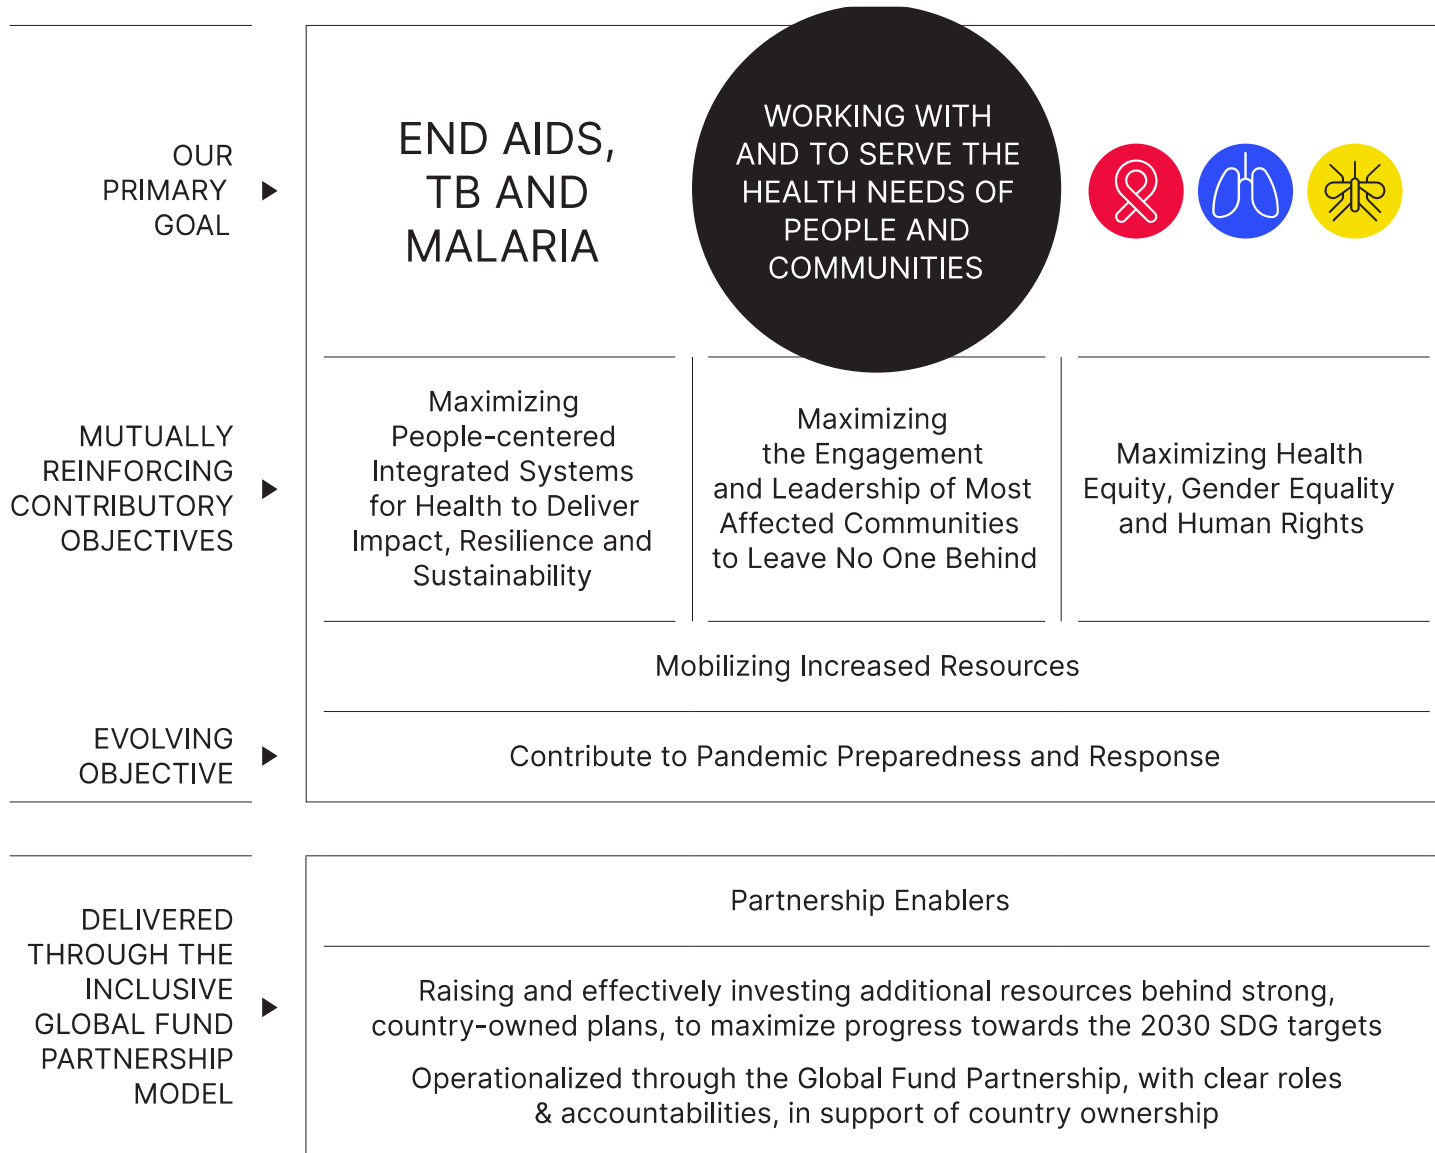 OUR
PRIMARY
GOAL
END AIDS,
TB AND
MALARIA
WORKING WITH
AND TO SERVE THE
HEALTH NEEDS OF
PEOPLE AND
COMMUNITIES
MUTUALLY
REINFORCING
CONTRIBUTORY
OBJECTIVES
Maximizing
People-centered
Integrated Systems
for Health to Deliver
Impact, Resilience and
Sustainability
Maximizing
the Engagement
and Leadership of Most
Affected Communities
to Leave No One Behind
Maximizing Health
Equity, Gender Equality
and Human Rights
Mobilizing Increased Resources
EVOLVING
OBJECTIVE
Contribute to Pandemic Preparedness and Response
DELIVERED
THROUGH THE
INCLUSIVE
GLOBAL FUND
PARTNERSHIP
MODEL
Partnership Enablers
Raising and effectively investing additional resources behind strong,
country-owned plans, to maximize progress towards the 2030 SDG targets
Operationalized through the Global Fund Partnership, with clear roles
& accountabilities, in support of country ownership